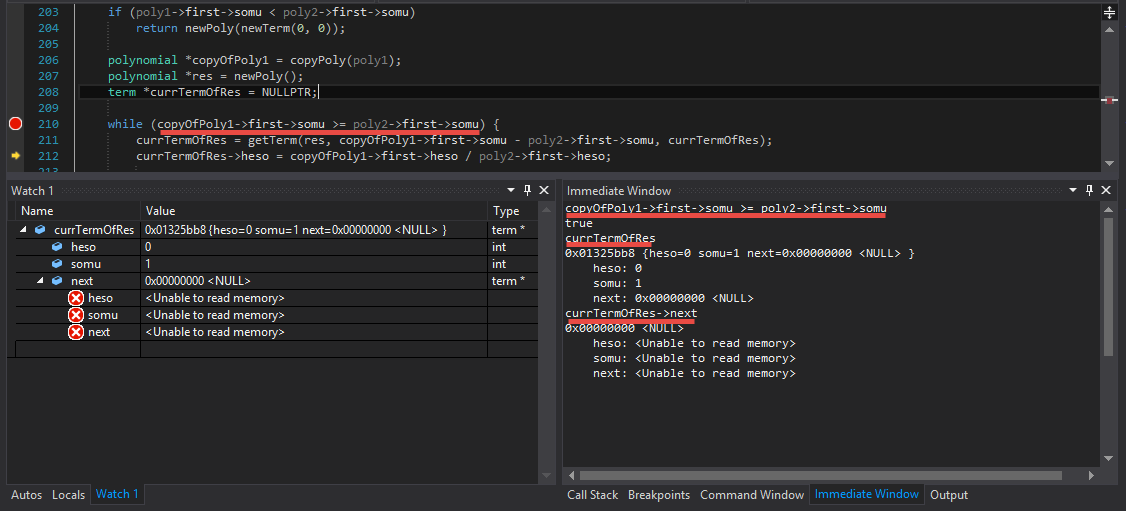 203 if (poly1->first->somu < poly2->first->somu)
204 return newPoly(newTerm(0, 0));
205
206 polynomial *copyOfPoly1 = copyPoly(poly1);
207 polynomial *res = newPoly();
208 term *currTermOfRes = NULLPTR;
209
210 while (copyOfPoly1->first->somu >= poly2->first->somu) {
211 currTermOfRes = getTerm(res, copyOfPoly1->first->somu - poly2->first->somu, currTermOfRes);
212 currTermOfRes->heso = copyOfPoly1->first->heso / poly2->first->heso;
213
Watch 1
Name Value Type
currTermOfRes 0x01325bb8 {heso=0 somu=1 next=0x00000000 <NULL> } term *
heso 0 int
somu 1 int
next 0x00000000 <NULL> term *
heso <Unable to read memory>
somu <Unable to read memory>
next <Unable to read memory>
Autos Locals Watch 1
Immediate Window
copyOfPoly1->first->somu >= poly2->first->somu
true
currTermOfRes
0x01325bb8 {heso=0 somu=1 next=0x00000000 <NULL> }
heso: 0
somu: 1
next: 0x00000000 <NULL>
currTermOfRes->next
0x00000000 <NULL>
heso: <Unable to read memory>
somu: <Unable to read memory>
next: <Unable to read memory>
Call Stack Breakpoints Command Window Immediate Window Output